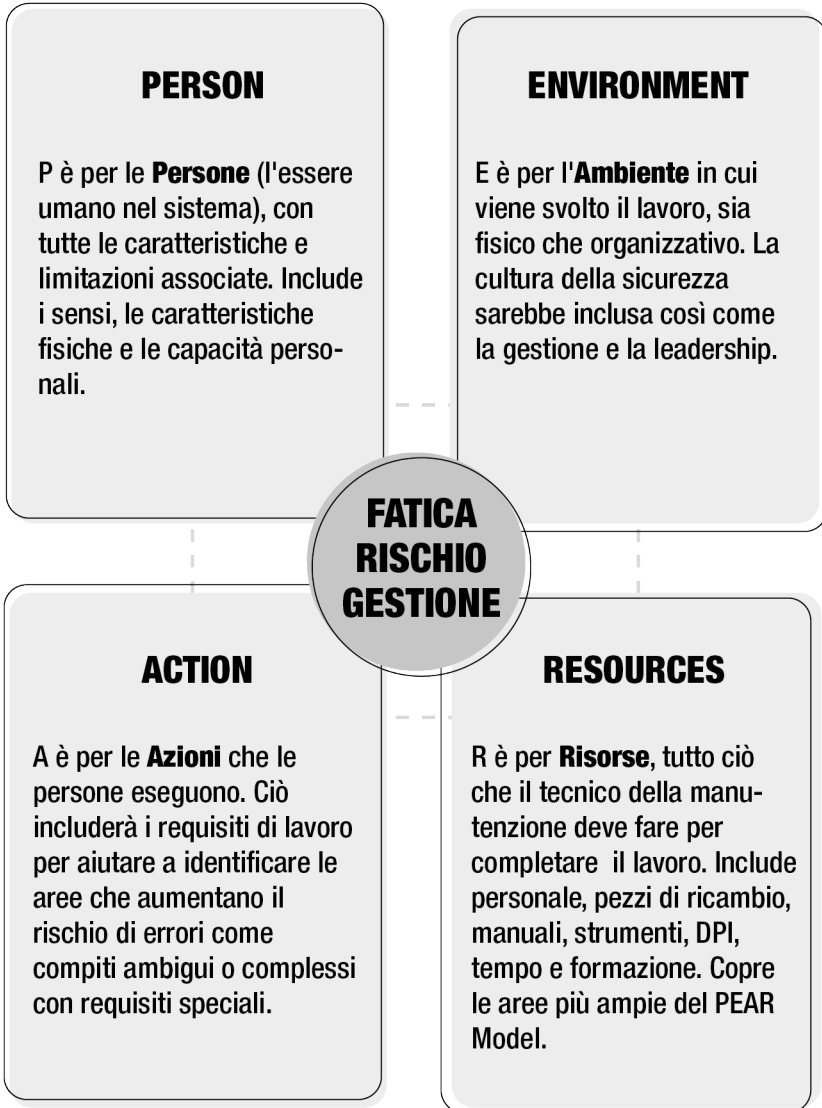 PERSON
P è per le Persone (l'essere
umano nel sistema), con
tutte le caratteristiche e
limitazioni associate. Include
i sensi, le caratteristiche
fisiche e le capacità perso-
nali.
ENVIRONMENT
E è per l'Ambiente in cui
viene svolto il lavoro, sia
fisico che organizzativo. La
cultura della sicurezza
sarebbe inclusa così come
la gestione e la leadership.
FATICA
RISCHIO
GESTIONE
ACTION
A è per le Azioni che le
persone eseguono. Ciò
includerà i requisiti di lavoro
per aiutare a identificare le
aree che aumentano il
rischio di errori come
compiti ambigui o complessi
con requisiti speciali.
RESOURCES
R è per Risorse, tutto ciò
che il tecnico della manu-
tenzione deve fare per
completare  il lavoro. Include
personale, pezzi di ricambio,
manuali, strumenti, DPI,
tempo e formazione. Copre
le aree più ampie del PEAR
Model.